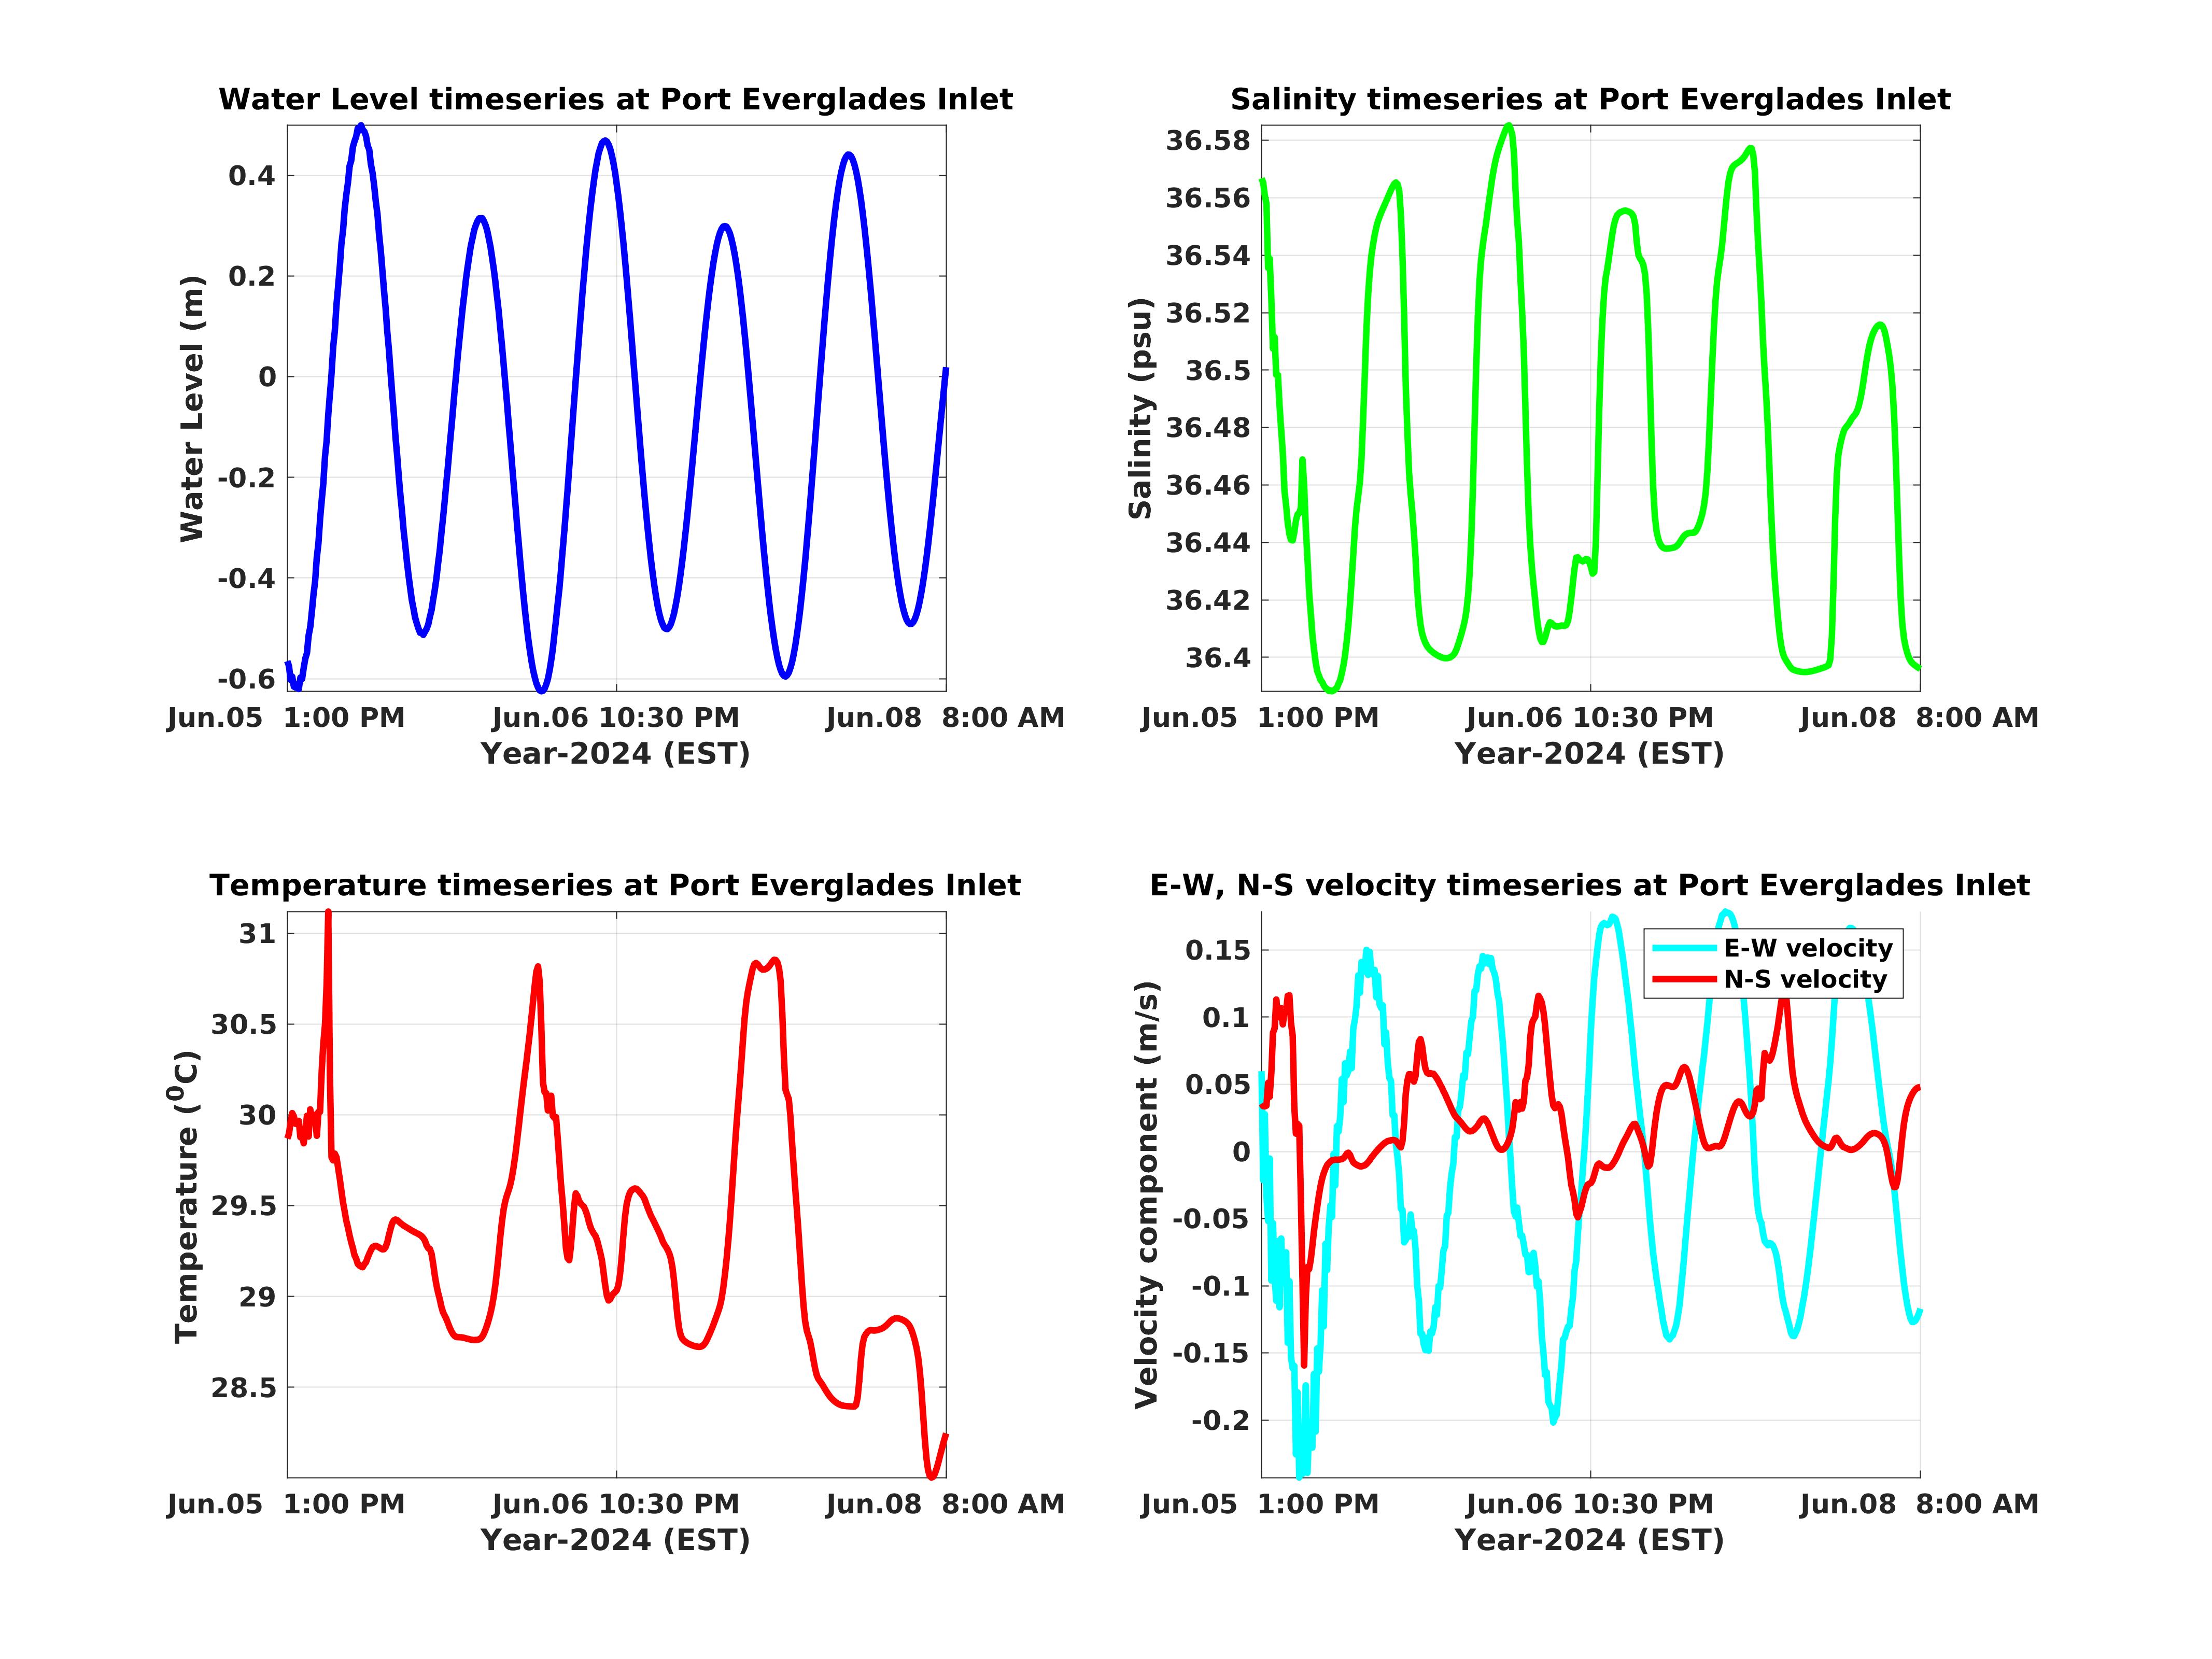 Water Level timeseries at Port Everglades Inlet
Water Level (m)
0.4
0.2
0
-0.2
-0.4
-0.6
Jun.05 1:00 PM
Jun.06 10:30 PM
Jun.08 8:00 AM
Year-2024 (EST)
Salinity timeseries at Port Everglades Inlet
Salinity (psu)
36.58
36.56
36.54
36.52
36.5
36.48
36.46
36.44
36.42
36.4
Jun.05 1:00 PM
Jun.06 10:30 PM
Jun.08 8:00 AM
Year-2024 (EST)
Temperature timeseries at Port Everglades Inlet
Temperature (⁰C)
31
30.5
30
29.5
29
28.5
Jun.05 1:00 PM
Jun.06 10:30 PM
Jun.08 8:00 AM
Year-2024 (EST)
E-W, N-S velocity timeseries at Port Everglades Inlet
Velocity component (m/s)
0.15
0.1
0.05
0
-0.05
-0.1
-0.15
-0.2
E-W velocity
N-S velocity
Jun.05 1:00 PM
Jun.06 10:30 PM
Jun.08 8:00 AM
Year-2024 (EST)